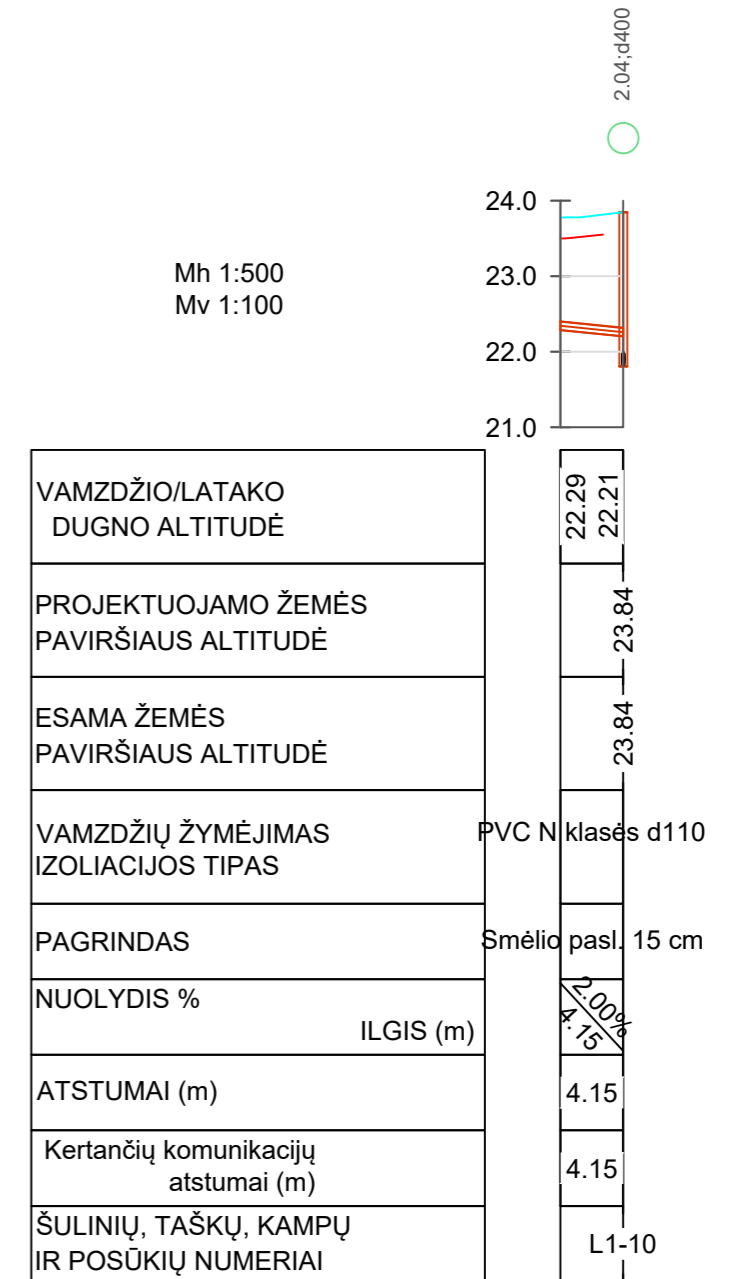 2.04;d400
24.0
Mh 1:500
23.0
Mv 1:100
22.0
21.0
VAMZDŽIO/LATAKO
DUGNO ALTITUDĖ
22.29
22.21
PROJEKTUOJAMO ŽEMĖS
PAVIRŠIAUS ALTITUDĖ
23.84
ESAMA ŽEMĖS
PAVIRŠIAUS ALTITUDĖ
23.84
VAMZDŽIŲ ŽYMĖJIMAS
IZOLIACIJOS TIPAS
PVC N klasės d110
PAGRINDAS
Smėlio pasl. 15 cm
NUOLYDIS %
ILGIS (m)
2.00%
4.15
ATSTUMAI (m)
4.15
Kertančių komunikacijų
atstumai (m)
4.15
ŠULINIŲ, TAŠKŲ, KAMPŲ
IR POSŪKIŲ NUMERIAI
L1-10